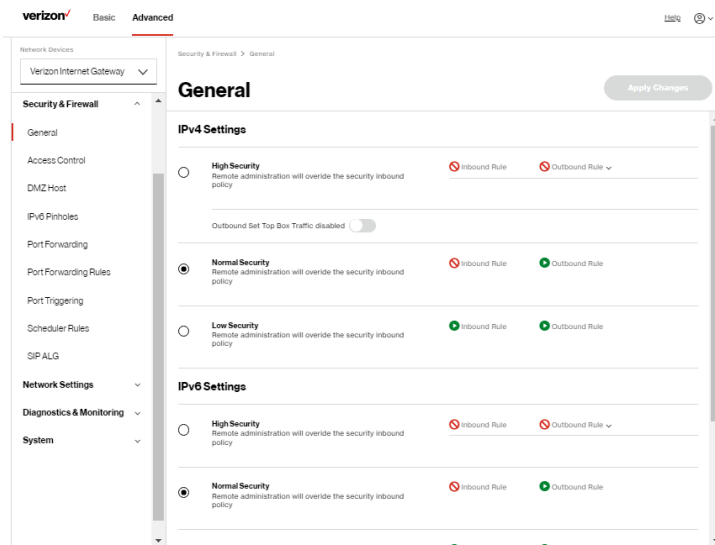 verizon
Basic
Advanced
Help
Network Devices
Verizon Internet Gateway
Security & Firewall
General
Access Control
DMZ Host
IPv6 Pinholes
Port Forwarding
Port Forwarding Rules
Port Triggering
Scheduler Rules
SIP ALG
Network Settings
Diagnostics & Monitoring
System
Security & Firewall > General
General
Apply Changes
IPv4 Settings
High Security
Remote administration will overide the security inbound
policy
Inbound Rule
Outbound Rule
Outbound Set Top Box Traffic disabled
Normal Security
Remote administration will overide the security inbound
policy
Inbound Rule
Outbound Rule
Low Security
Remote administration will overide the security inbound
policy
Inbound Rule
Outbound Rule
IPv6 Settings
High Security
Remote administration will overide the security inbound
policy
Inbound Rule
Outbound Rule
Normal Security
Remote administration will overide the security inbound
policy
Inbound Rule
Outbound Rule